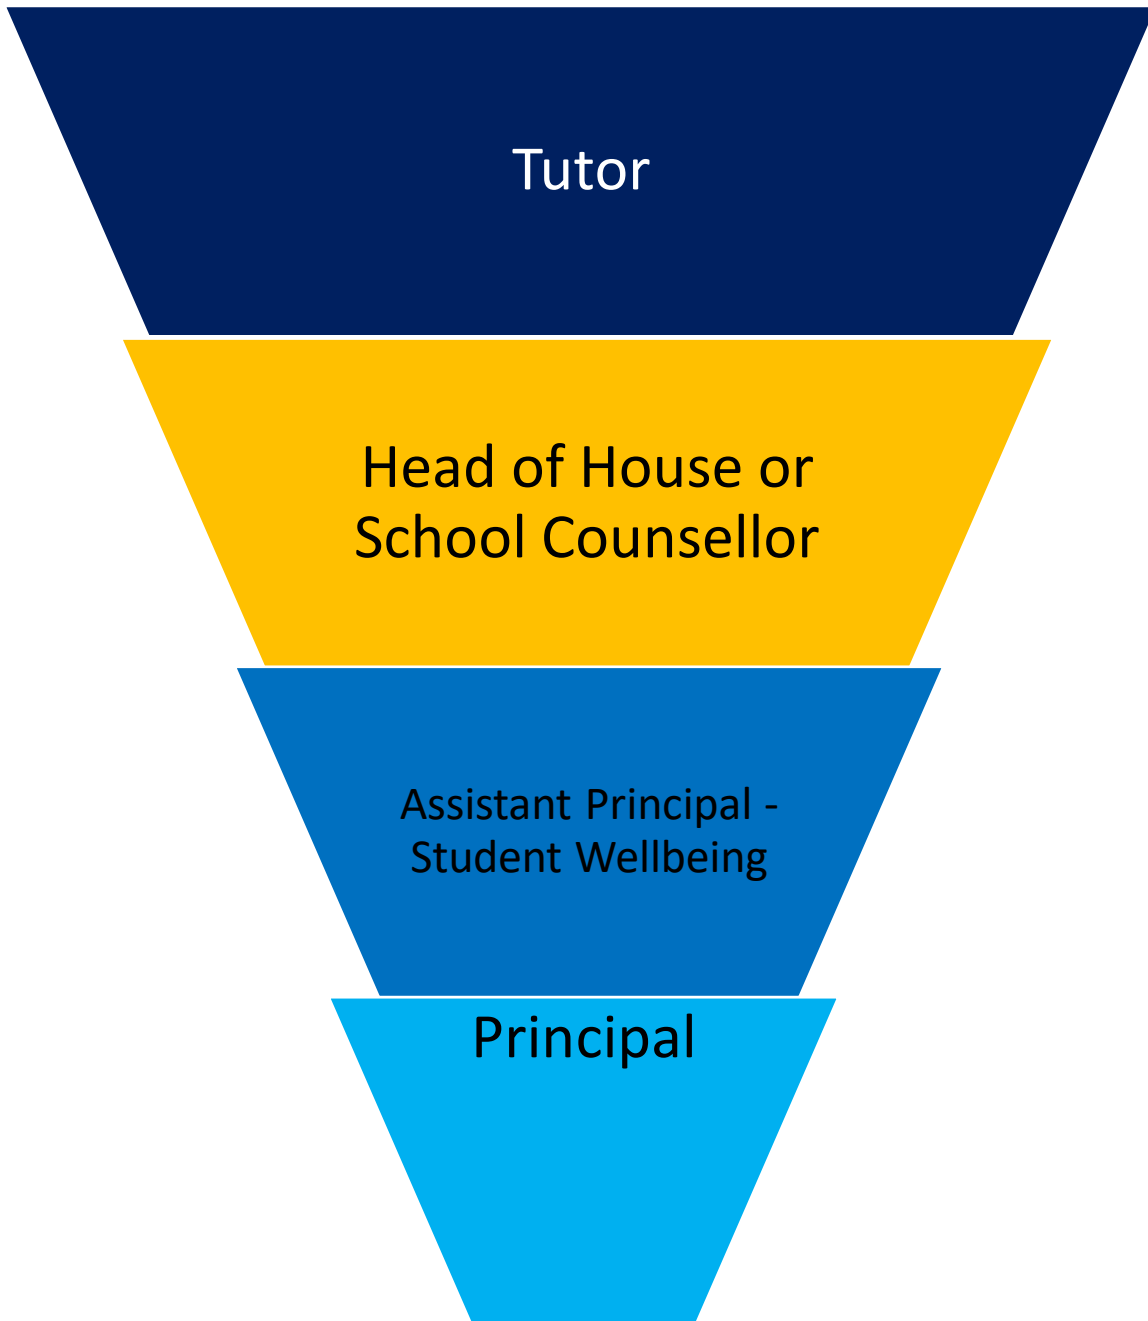 Tutor
Head of House or
School Counsellor
Assistant Principal -
Student Wellbeing
Principal